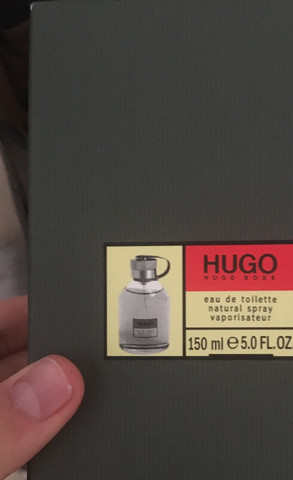 HUGO
HUGO BOSS
eau de toilette
natural spray
vaporisateur
150 ml ℮ 5.0 FL.OZ.